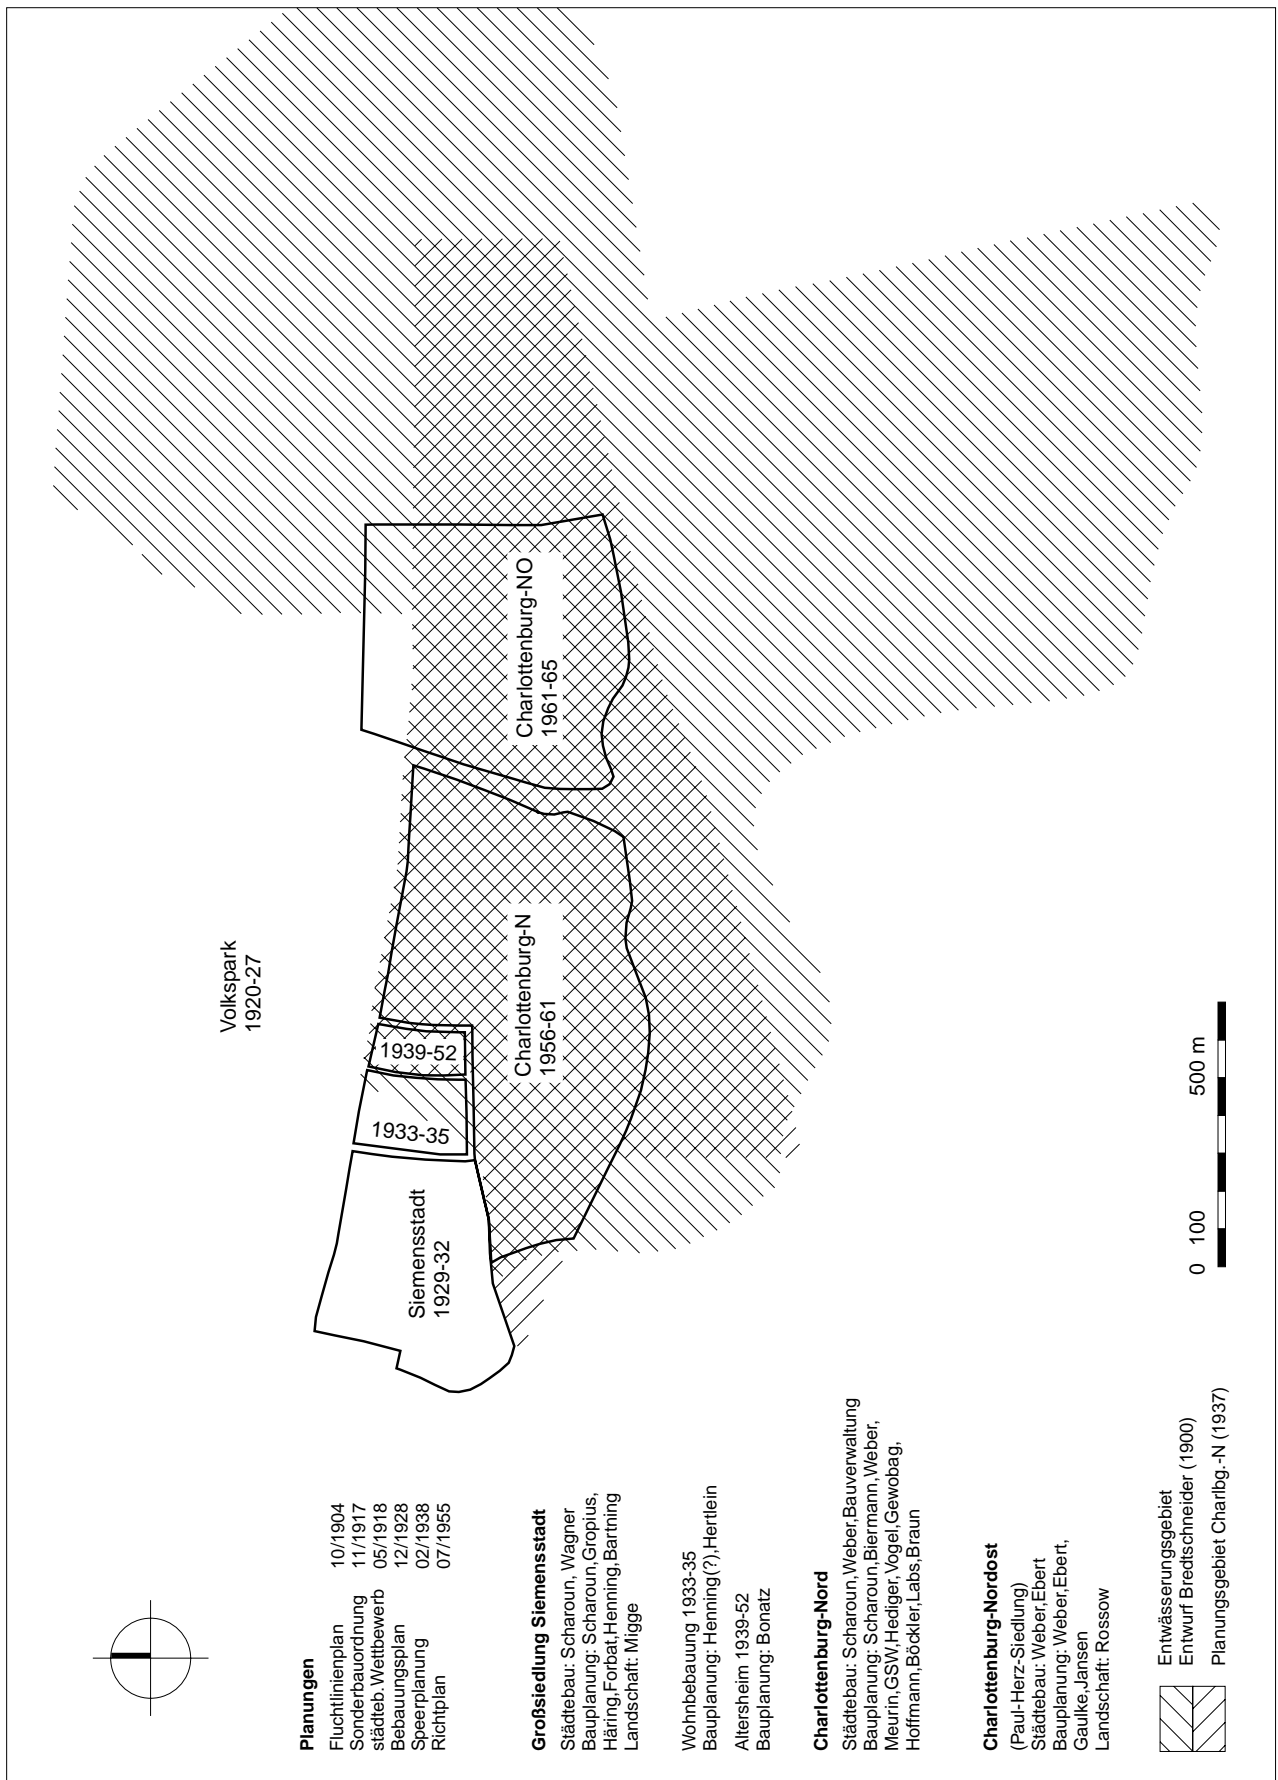 Volkspark
1920-27
1939-52
1933-35
Siemensstadt
1929-32
Charlottenburg-N
1956-61
Charlottenburg-NO
1961-65
0 100 500 m
Planungen
Fluchtlinienplan 10/1904
Sonderbauordnung 11/1917
städteb.Wettbewerb 05/1918
Bebauungsplan 12/1928
Speerplanung 02/1938
Richtplan 07/1955
Großsiedlung Siemensstadt
Städtebau: Scharoun, Wagner
Bauplanung: Scharoun,Gropius,
Häring,Forbat,Henning,Bartning
Landschaft: Migge
Wohnbebauung 1933-35
Bauplanung: Henning(?),Hertlein
Altersheim 1939-52
Bauplanung: Bonatz
Charlottenburg-Nord
Städtebau: Scharoun,Weber,Bauverwaltung
Bauplanung: Scharoun,Biermann,Weber,
Meurin,GSW,Hediger,Vogel,Gewobag,
Hoffmann,Böckler,Labs,Braun
Charlottenburg-Nordost
(Paul-Herz-Siedlung)
Städtebau: Weber,Ebert
Bauplanung: Weber,Ebert,
Gaulke,Jansen
Landschaft: Rossow
Entwässerungsgebiet
Entwurf Bredtschneider (1900)
Planungsgebiet Charlbg.-N (1937)